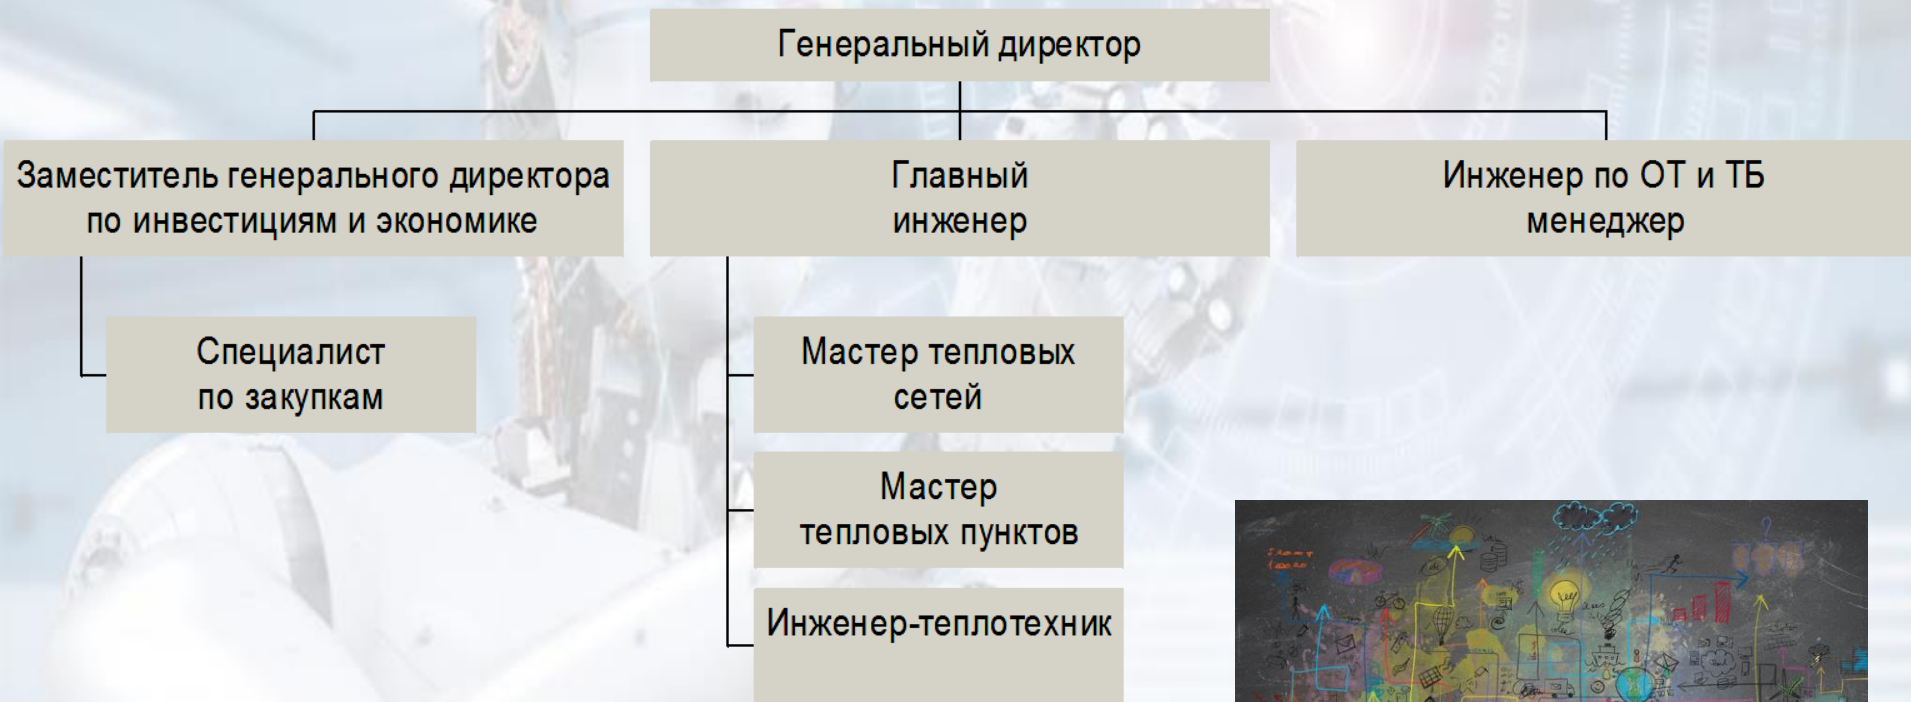 Генеральный директор
Заместитель генерального директора
по инвестициям и экономике
Главный
инженер
Инженер по ОТ и ТБ
менеджер
Специалист
по закупкам
Мастер тепловых
сетей
Мастер
тепловых пунктов
Инженер-теплотехник